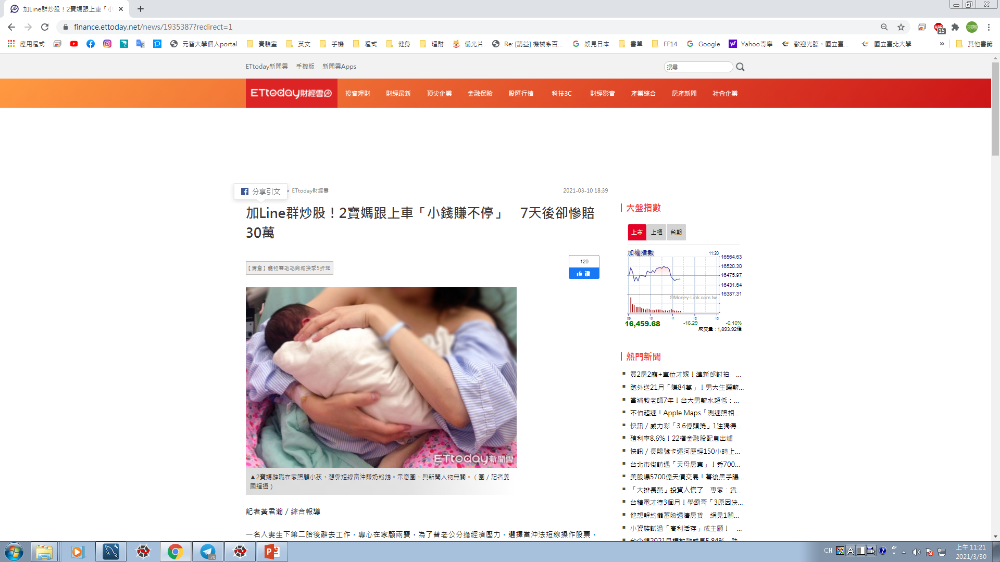 加Line群炒股！2寶媽跟上車「小
finance.ettoday.net/news/1935387?redirect=1
羽翔
ABP
15
應用程式
元智大學個人portal
實驗室
英文
手機
程式
健身
理財
偏光片
Re: [請益] 機械系百...
娛見日本
書單
FF14
Google
Yahoo奇摩
歡迎光臨，國立臺...
國立臺北大學
»
其他書籤
ETtoday新聞雲
手機版
新聞雲Apps
搜尋
ETtoday財經雲
投資理財
財經最新
頂尖企業
金融保險
股匯行情
科技3C
財經影音
產業綜合
房產新聞
社會企業
分享引文
› ETtoday財經雲
2021-03-10 18:39
加Line群炒股！2寶媽跟上車「小錢賺不停」　7天後卻慘賠
30萬
【清倉】寵物雲毛毛商城換季5折起
120
讚
ETtoday新聞雲
▲2寶媽辭職在家照顧小孩，想靠短線當沖賺奶粉錢。示意圖，與新聞人物無關。（圖／記者姜
國輝攝）
記者黃君瀚／綜合報導
一名人妻生下第二胎後辭去工作，專心在家顧兩寶，為了替老公分擔經濟壓力，選擇當沖法短線操作股票，
大盤指數
上市
上櫃
台期
加權指數
11:20
16564.63
16520.30
16475.97
16431.64
16387.31
©Money-Link.com.tw
09
10
11
12
13
16,459.68
-16.29
-0.10%
成交量：1,893.92億
熱門新聞
買2房2廳+車位才嫁！準新郎討拍　...
跑外送21月「賺84萬」！男大生曬薪...
當補教老師7年！台大男薪水超低：...
不怕超速！Apple Maps「測速照相...
快訊／威力彩「3.6億頭獎」1注獨得...
殖利率8.6%！22檔金融股配息出爐
快訊／長賜號卡運河歷經150小時上...
台北市街訪遇「天母房東」！秀700...
美股爆5700億天價交易！幕後黑手曝...
「大排長榮」投資人慌了　專家：貨...
台積電才待3個月！學霸哥「3原因決...
他想解約儲蓄險還清房貸　網見1關...
小資族試過「高利活存」成主顧！　...
70
CH
上午 11:21
2021/3/30